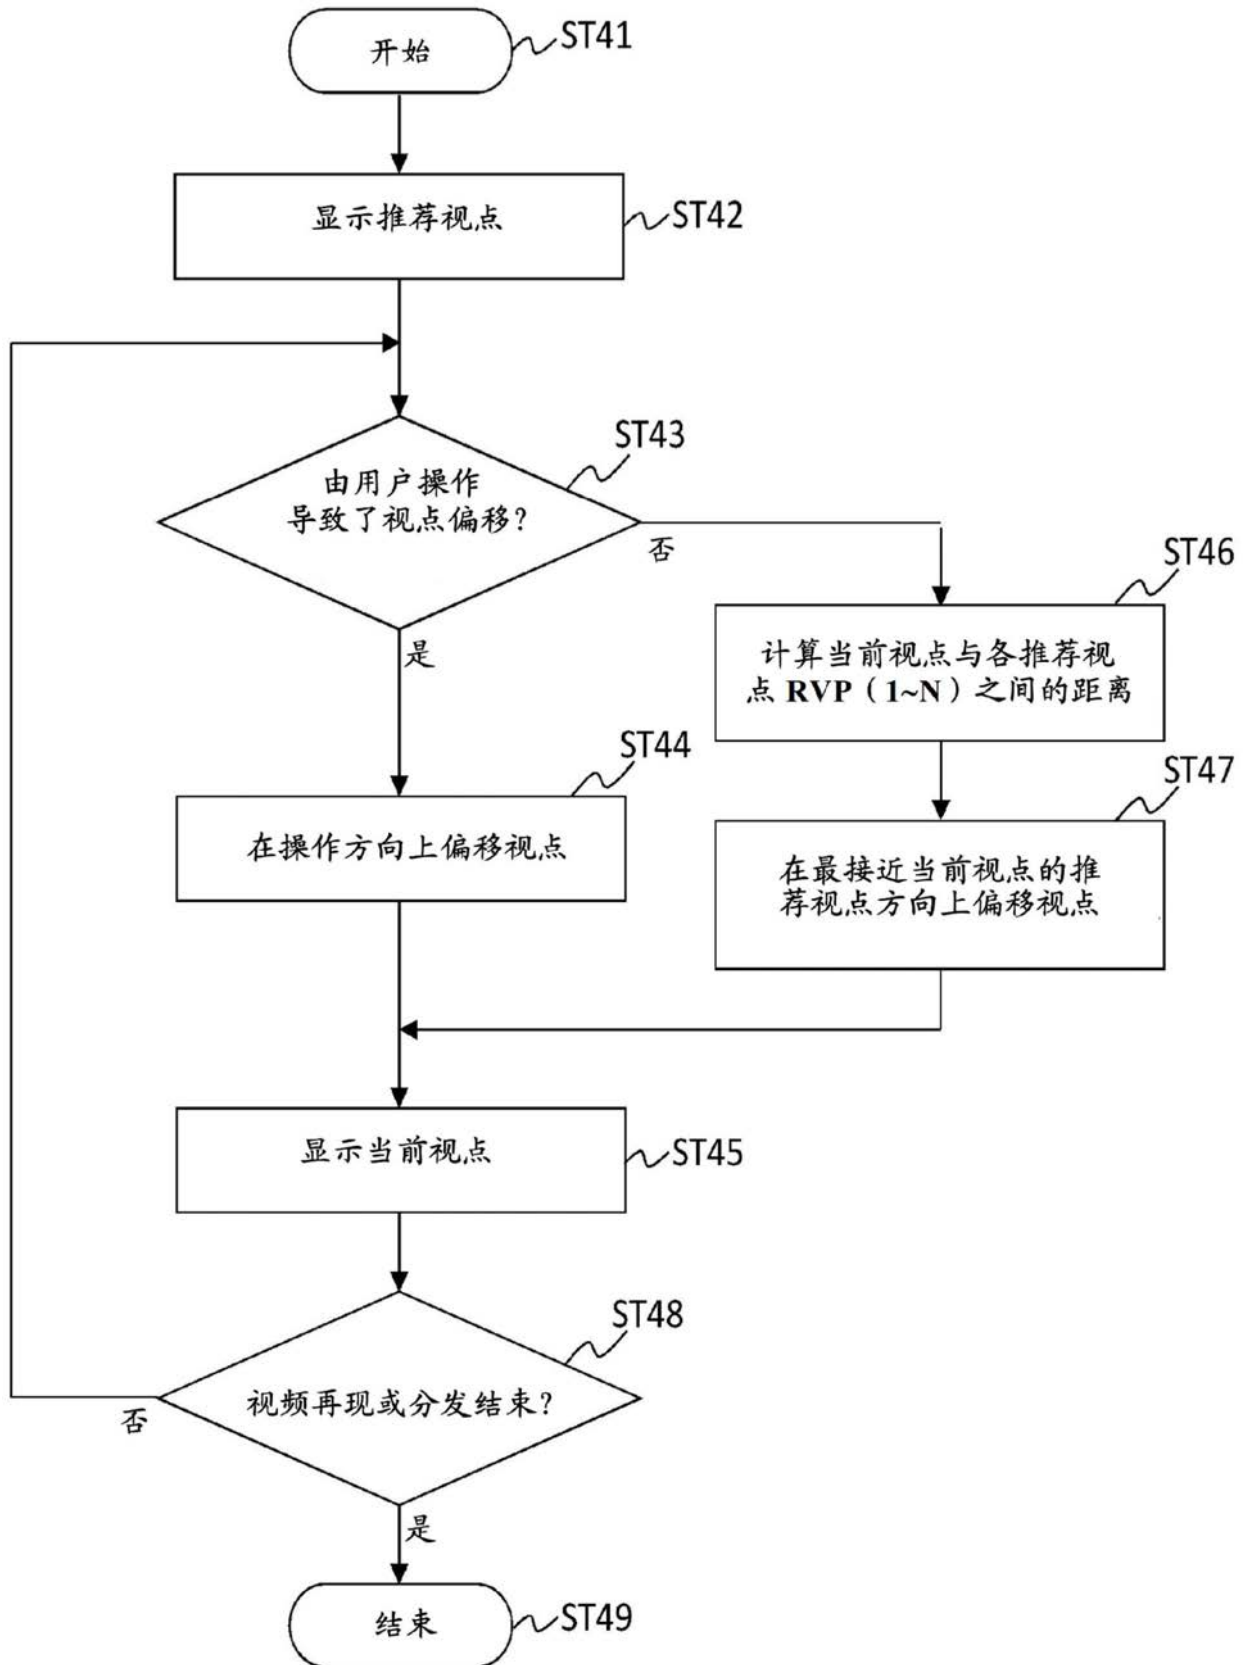 开始
ST41
显示推荐视点
ST42
ST43
由用户操作
导致了视点偏移？
否
是
ST46
计算当前视点与各推荐视
点 RVP（1~N）之间的距离
ST44
在操作方向上偏移视点
ST47
在最接近当前视点的推
荐视点方向上偏移视点
显示当前视点
ST45
ST48
视频再现或分发结束？
否
是
结束
ST49